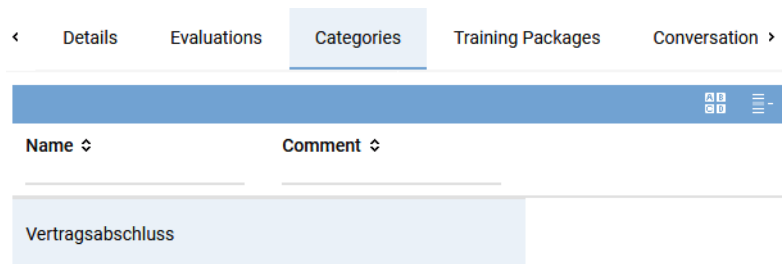 Details Evaluations Categories Training Packages Conversation
A B
C D
Name Comment
Vertragsabschluss